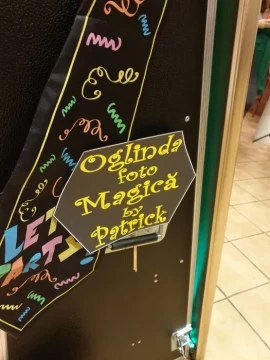 Oglinda
foto
Magică
by
Patrick
LET
PARTY!